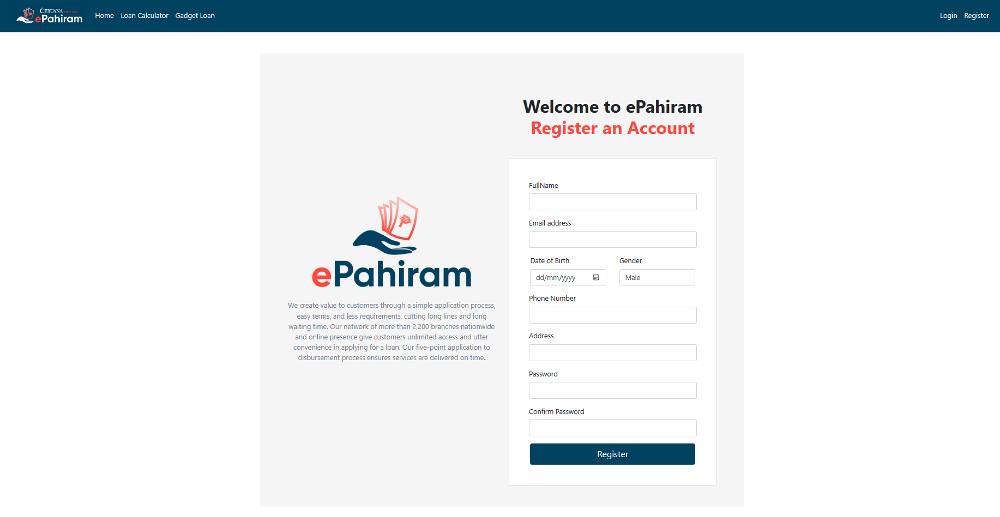 ČEBUANA
ePahiram
Home
Loan Calculator
Gadget Loan
Login
Register
Welcome to ePahiram
Register an Account
ePahiram
We create value to customers through a simple application process,
easy terms, and less requirements, cutting long lines and long
waiting time. Our network of more than 2,200 branches nationwide
and online presence give customers unlimited access and utter
convenience in applying for a loan. Our five-point application to
disbursement process ensures services are delivered on time.
FullName
Email address
Date of Birth
Gender
dd/mm/yyyy
Male
Phone Number
Address
Password
Confirm Password
Register